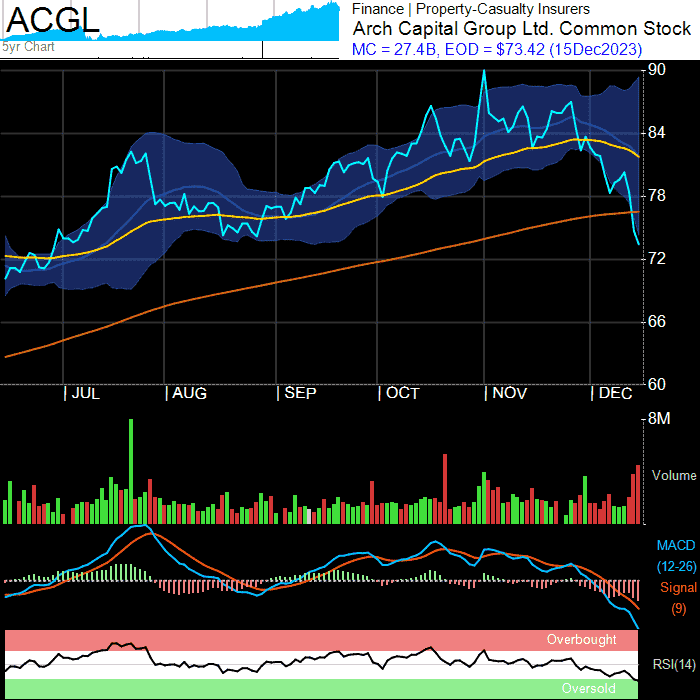 ACGL
5yr Chart
Finance | Property-Casualty Insurers
Arch Capital Group Ltd. Common Stock
MC = 27.4B, EOD = $73.42 (15Dec2023)
90
84
78
72
66
60
| JUL | AUG | SEP | OCT | NOV | DEC
8M
Volume
MACD
(12-26)
Signal
(9)
Overbought
RSI(14)
Oversold